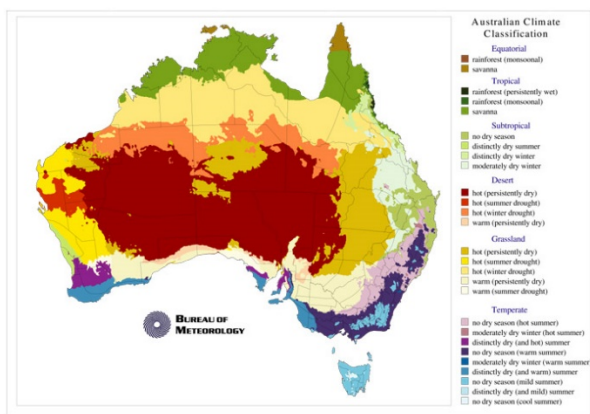 Australian Climate
Classification
Equatorial
rainforest (monsoonal)
savanna
Tropical
rainforest (persistently wet)
rainforest (monsoonal)
savanna
Subtropical
no dry season
distinctly dry summer
distinctly dry winter
moderately dry winter
Desert
hot (persistently dry)
hot (summer drought)
hot (winter drought)
warm (persistently dry)
Grassland
hot (persistently dry)
hot (summer drought)
hot (winter drought)
warm (persistently dry)
warm (summer drought)
Temperate
no dry season (hot summer)
moderately dry winter (hot summer)
distinctly dry (and hot) summer
no dry season (warm summer)
moderately dry winter (warm summer
distinctly dry (and warm) summer
no dry season (mild summer)
distinctly dry (and mild) summer
no dry season (cool summer)
BUREAU OF
METEOROLOGY